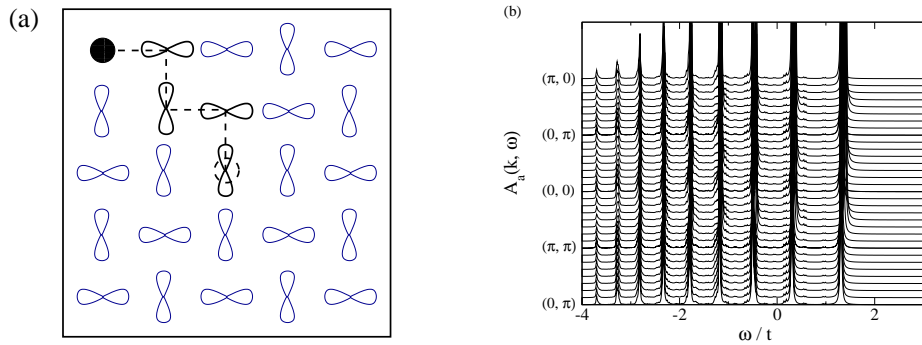 (a)
(b)
A_a(k, ω)
(π, 0)
(0, π)
(0, 0)
(π, π)
(0, π)
-4
-2
0
2
ω / t